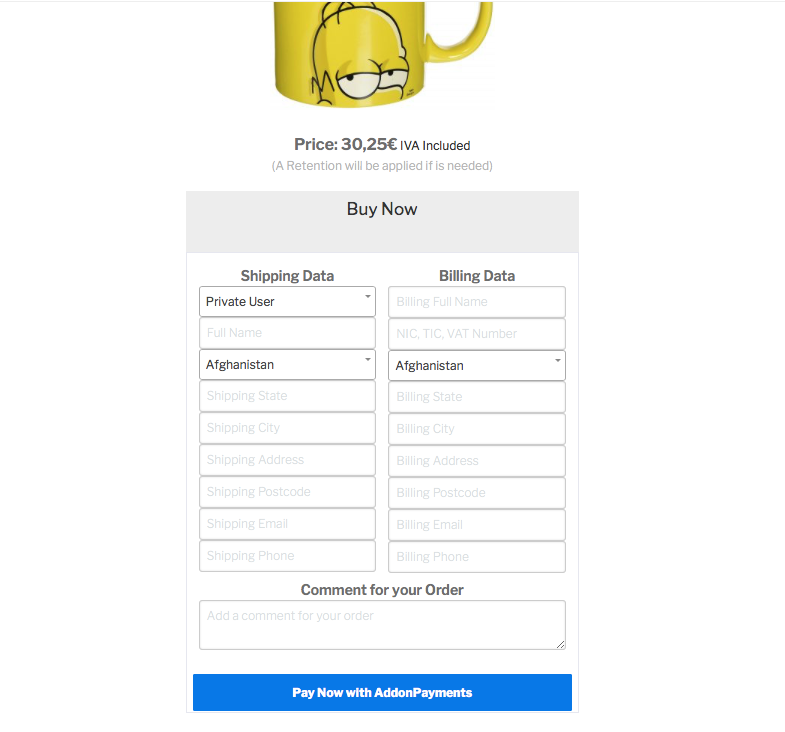 Price: 30,25€ IVA Included
(A Retention will be applied if is needed)
Buy Now
Shipping Data
Private User
Full Name
Afghanistan
Shipping State
Shipping City
Shipping Address
Shipping Postcode
Shipping Email
Shipping Phone
Billing Data
Billing Full Name
NIC, TIC, VAT Number
Afghanistan
Billing State
Billing City
Billing Address
Billing Postcode
Billing Email
Billing Phone
Comment for your Order
Add a comment for your order
Pay Now with AddonPayments